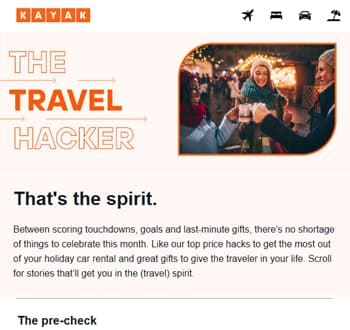 KAYAK
THE
TRAVEL
HACKER
That's the spirit.
Between scoring touchdowns, goals and last-minute gifts, there's no shortage
of things to celebrate this month. Like our top price hacks to get the most out
of your holiday car rental and great gifts to give the traveler in your life. Scroll
for stories that'll get you in the (travel) spirit.
The pre-check